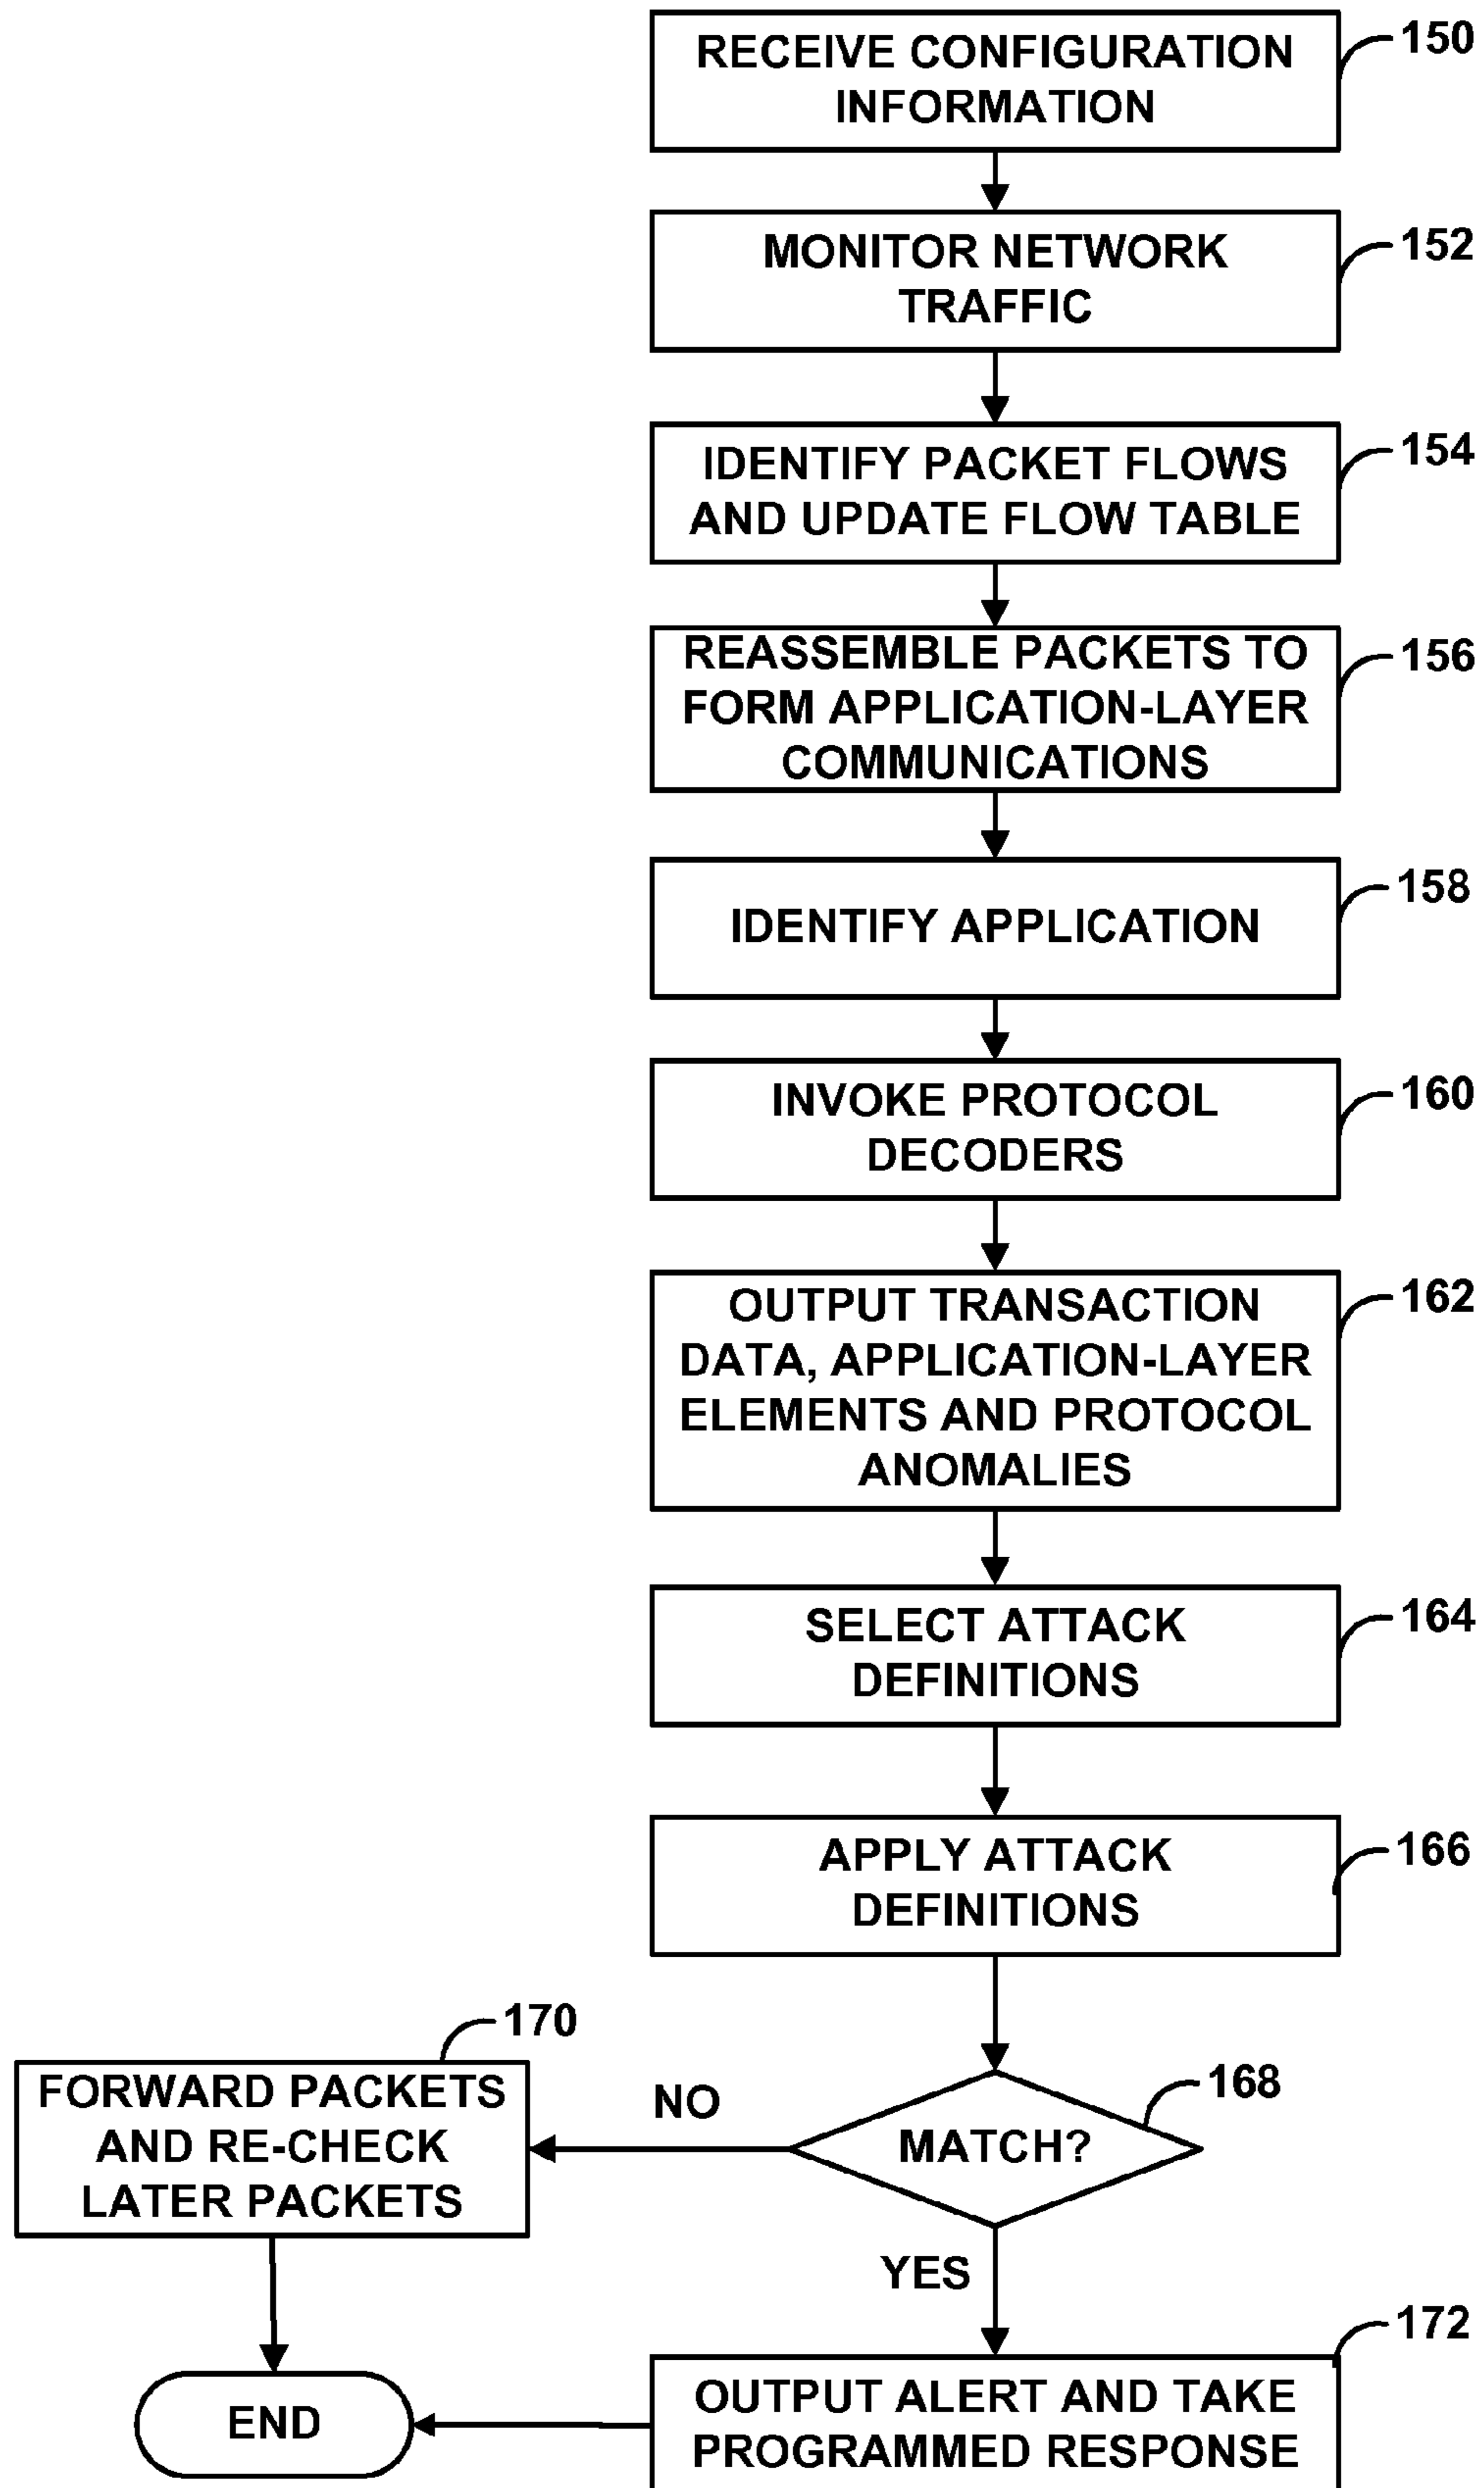 RECEIVE CONFIGURATION
INFORMATION
150
MONITOR NETWORK
TRAFFIC
152
IDENTIFY PACKET FLOWS
AND UPDATE FLOW TABLE
154
REASSEMBLE PACKETS TO
FORM APPLICATION-LAYER
COMMUNICATIONS
156
IDENTIFY APPLICATION
158
INVOKE PROTOCOL
DECODERS
160
OUTPUT TRANSACTION
DATA, APPLICATION-LAYER
ELEMENTS AND PROTOCOL
ANOMALIES
162
SELECT ATTACK
DEFINITIONS
164
APPLY ATTACK
DEFINITIONS
166
MATCH?
168
NO
FORWARD PACKETS
AND RE-CHECK
LATER PACKETS
170
YES
OUTPUT ALERT AND TAKE
PROGRAMMED RESPONSE
172
END